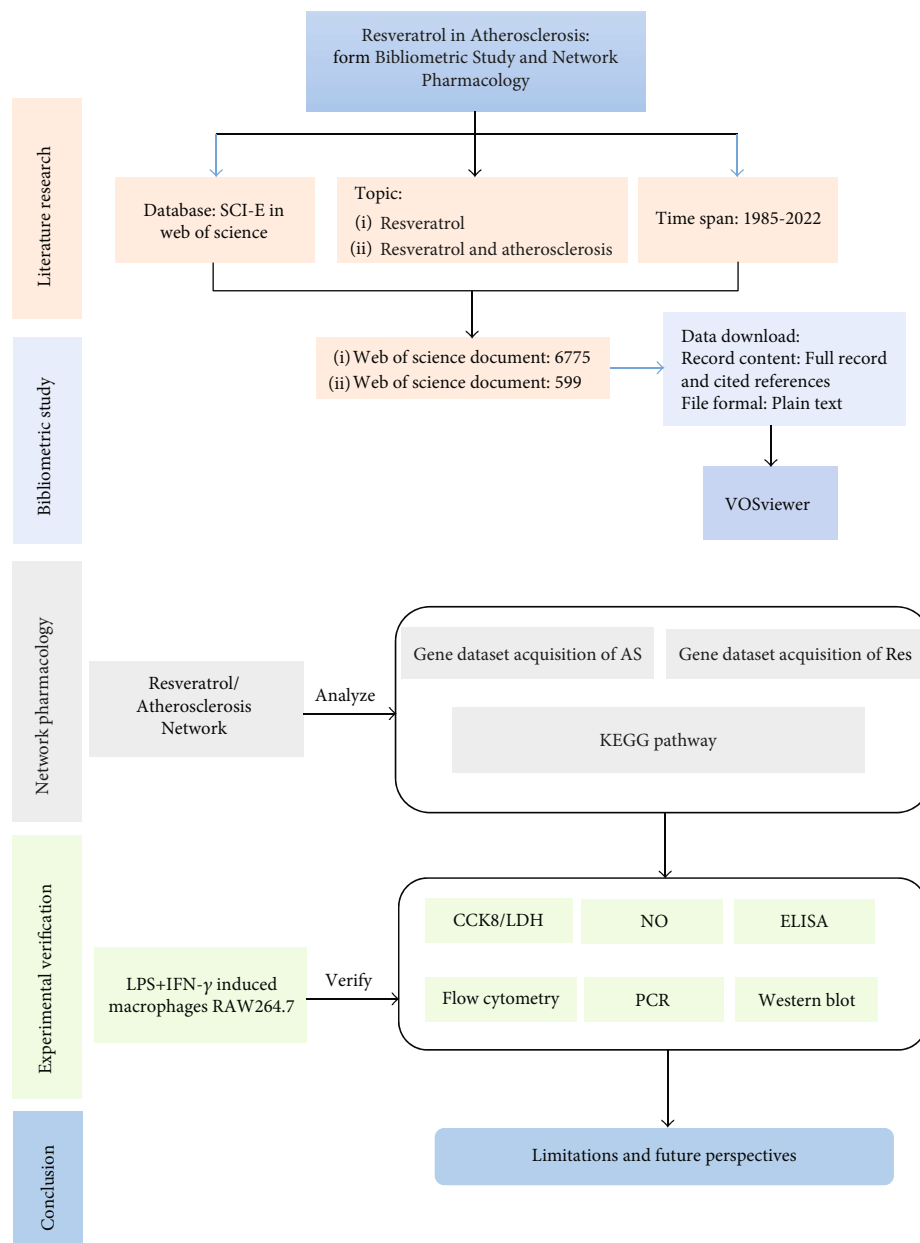 Resveratrol in Atherosclerosis:
form Bibliometric Study and Network
Pharmacology
Literature research
Database: SCI-E in
web of science
Topic:
(i) Resveratrol
(ii) Resveratrol and atherosclerosis
Time span: 1985-2022
Bibliometric study
(i) Web of science document: 6775
(ii) Web of science document: 599
Data download:
Record content: Full record
and cited references
File formal: Plain text
VOSviewer
Network pharmacology
Resveratrol/
Atherosclerosis
Network
Analyze
Gene dataset acquisition of AS
Gene dataset acquisition of Res
KEGG pathway
Experimental verification
LPS+IFN-γ induced
macrophages RAW264.7
Verify
CCK8/LDH
NO
ELISA
Flow cytometry
PCR
Western blot
Conclusion
Limitations and future perspectives